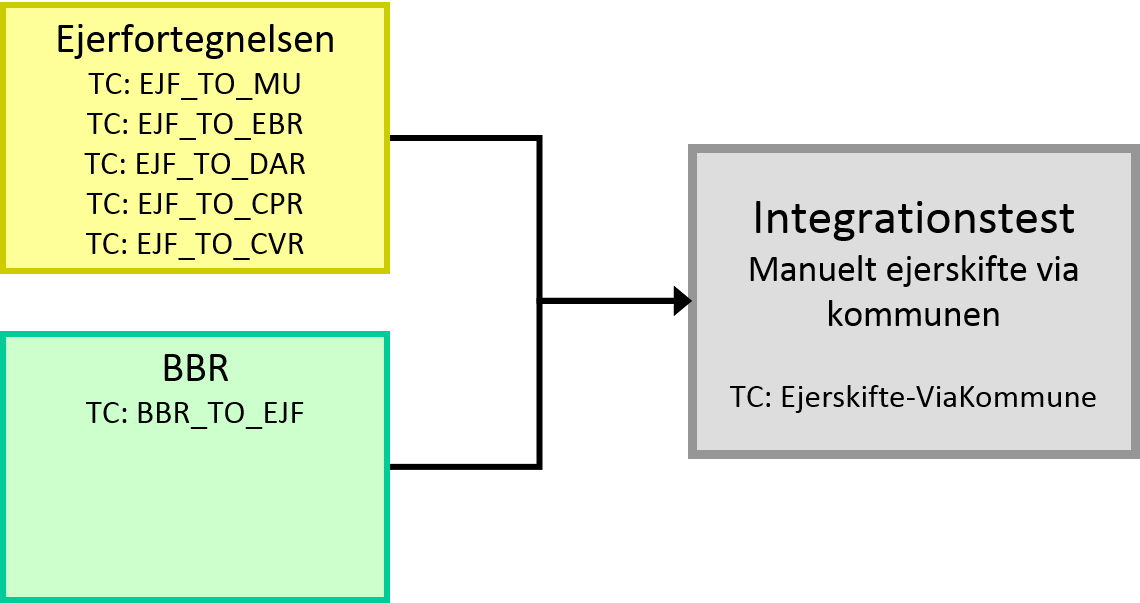 Ejerfortegnelsen
TC: EJF_TO_MU
TC: EJF_TO_EBR
TC: EJF_TO_DAR
TC: EJF_TO_CPR
TC: EJF_TO_CVR
BBR
TC: BBR_TO_EJF
Integrationstest
Manuelt ejerskifte via
kommunen
TC: Ejerskifte-ViaKommune